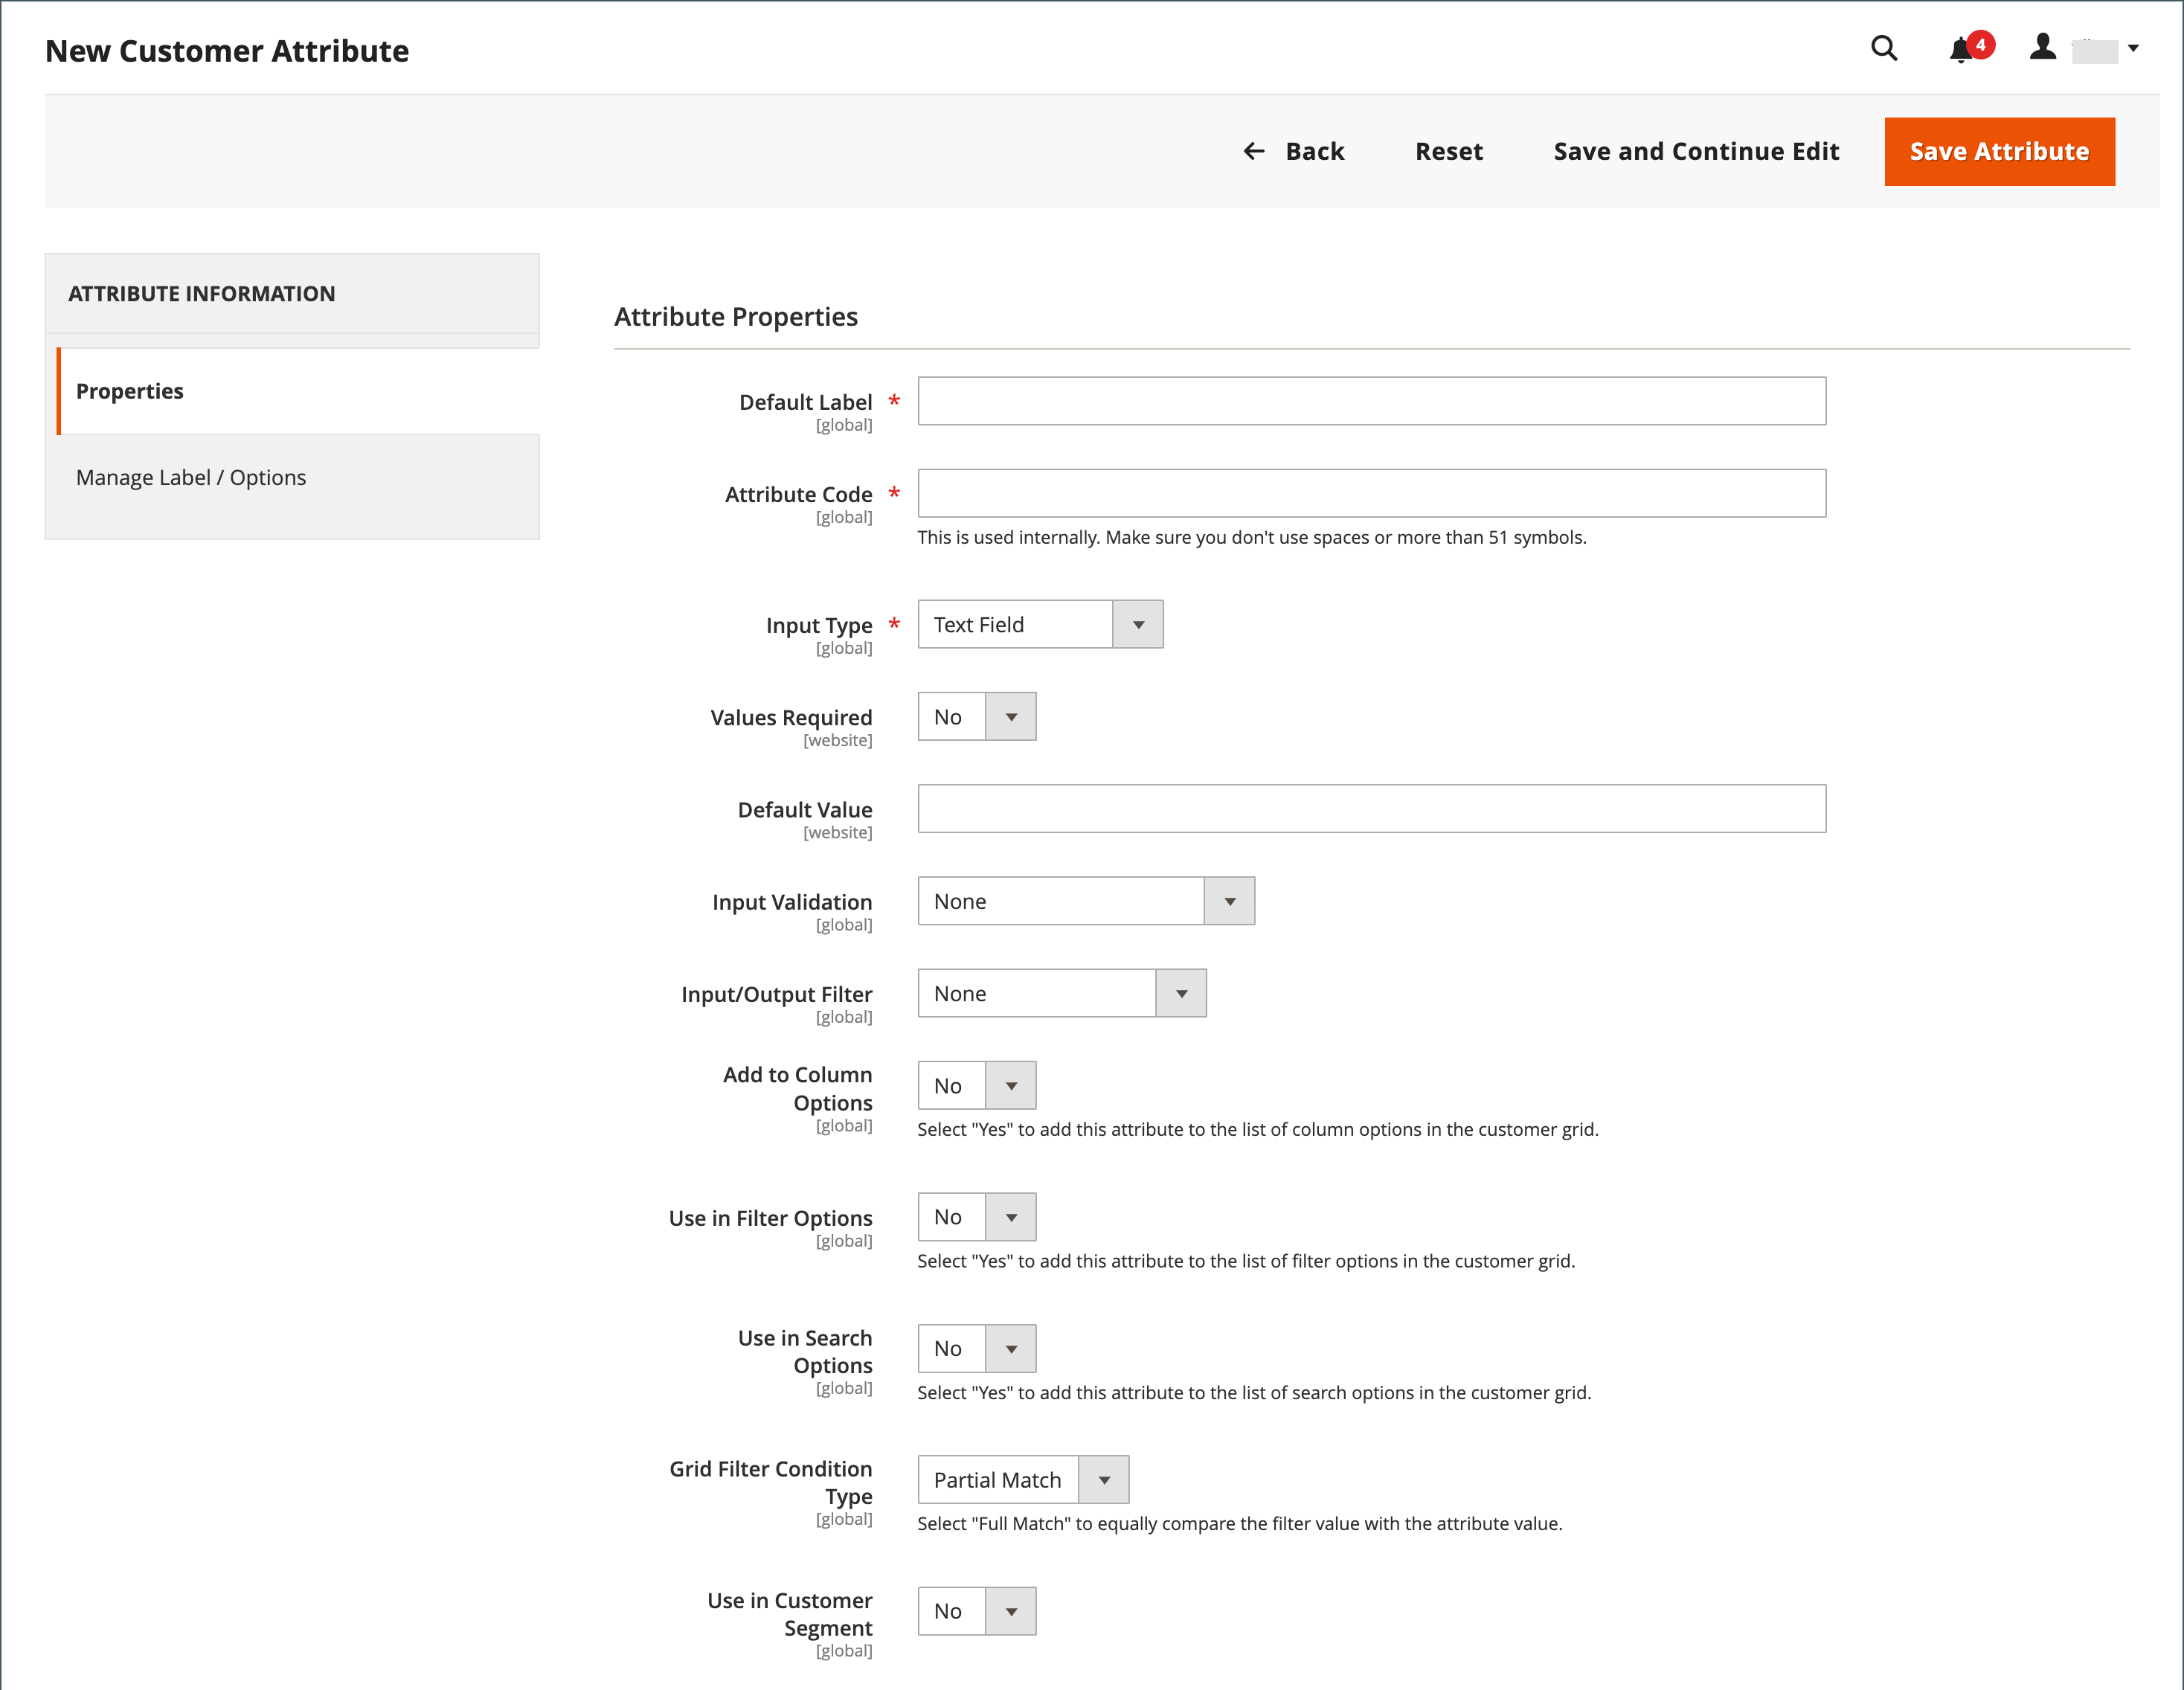 New Customer Attribute
4
Back
Reset
Save and Continue Edit
Save Attribute
ATTRIBUTE INFORMATION
Properties
Manage Label / Options
Attribute Properties
Default Label *
[global]
Attribute Code *
[global]
This is used internally. Make sure you don't use spaces or more than 51 symbols.
Input Type *
[global]
Text Field
Values Required
[website]
No
Default Value
[website]
Input Validation
[global]
None
Input/Output Filter
[global]
None
Add to Column
Options
[global]
No
Select "Yes" to add this attribute to the list of column options in the customer grid.
Use in Filter Options
[global]
No
Select "Yes" to add this attribute to the list of filter options in the customer grid.
Use in Search
Options
[global]
No
Select "Yes" to add this attribute to the list of search options in the customer grid.
Grid Filter Condition
Type
[global]
Partial Match
Select "Full Match" to equally compare the filter value with the attribute value.
Use in Customer
Segment
[global]
No